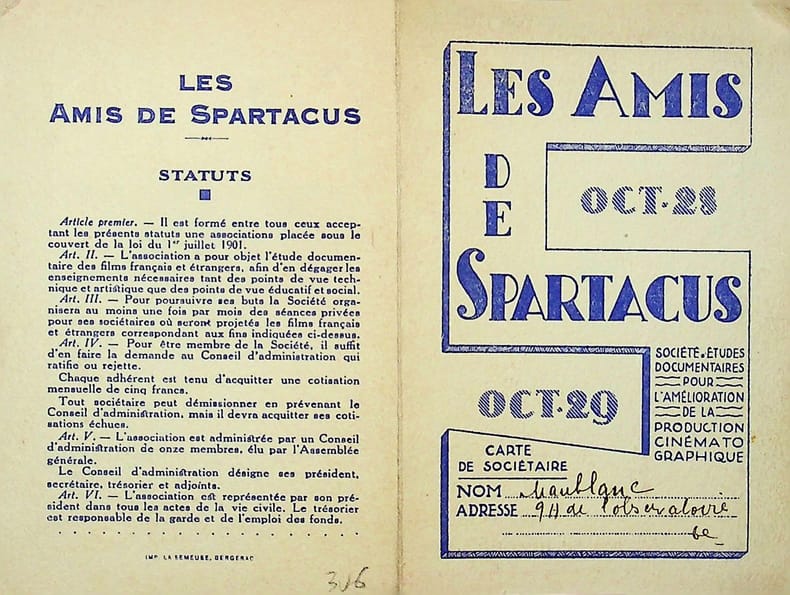 LES
AMIS DE SPARTACUS
STATUTS
Article premier. — Il est formé entre tous ceux accep-
tant les présents statuts une associations placée sous le
couvert de la loi du 1er juillet 1901.
Art. II. — L'association a pour objet l'étude documen-
taire des films français et étrangers, afin d'en dégager les
enseignements nécessaires tant des points de vue tech-
nique et artistique que des points de vue éducatif et social.
Art. III. — Pour poursuivre ses buts la Société orga-
nisera au moins une fois par mois des séances privées
pour ses sociétaires où seront projetés les films français
et étrangers correspondant aux fins indiquées ci-dessus.
Art. IV. — Pour être membre de la Société, il suffit
d'en faire la demande au Conseil d'administration qui
ratifie ou rejette.
Chaque adhérent est tenu d'acquitter une cotisation
mensuelle de cinq francs.
Tout sociétaire peut démissionner en prévenant le
Conseil d'administration, mais il devra acquitter ses coti-
sations échues.
Art. V. — L'association est administrée par un Conseil
d'administration de onze membres, élu par l'Assemblée
générale.
Le Conseil d'administration désigne ses président,
secrétaire, trésorier et adjoints.
Art. VI. — L'association est représentée par son pré-
sident dans tous les actes de la vie civile. Le trésorier
est responsable de la garde et de l'emploi des fonds.
IMP. LA SEMEUSE, BERGERAC
306
LES AMIS
DE
OCT. 28
SPARTACUS
SOCIÉTÉ D'ÉTUDES
DOCUMENTAIRES
POUR
L'AMÉLIORATION
DE LA
PRODUCTION
CINÉMATO
GRAPHIQUE
OCT. 29
CARTE
DE SOCIÉTAIRE
NOM Maublanc
ADRESSE de l'observatoire
6e